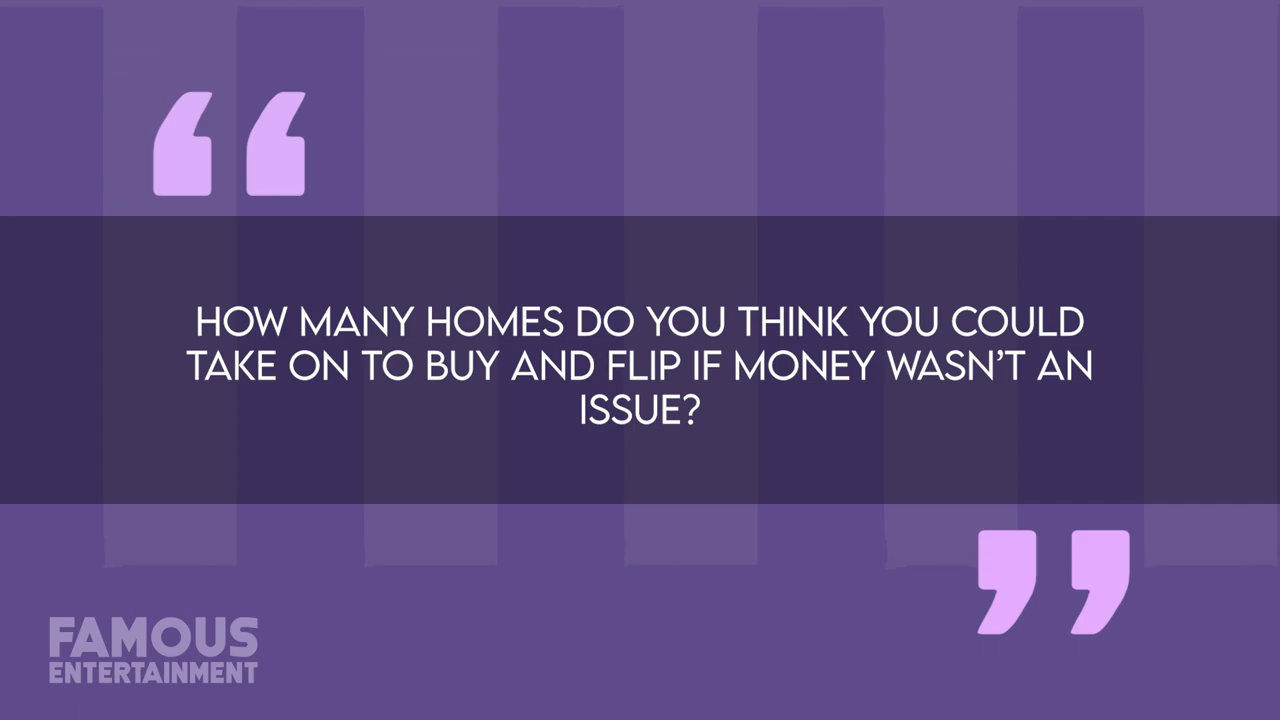 “
HOW MANY HOMES DO YOU THINK YOU COULD
TAKE ON TO BUY AND FLIP IF MONEY WASN’T AN
ISSUE?
”
FAMOUS
ENTERTAINMENT